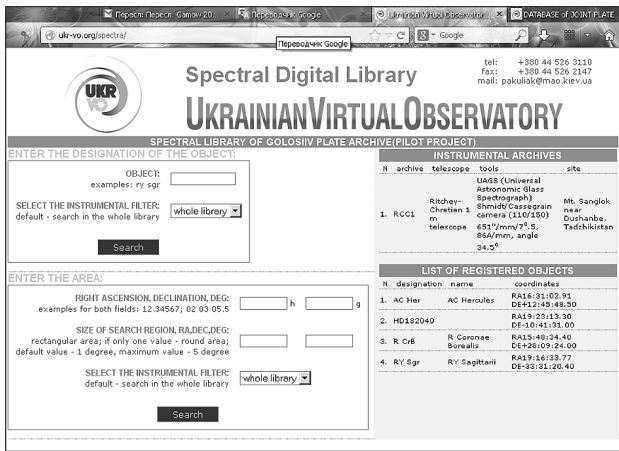 Пересл: Пересл: Gamow 20...
Переводчик Google
Ukrainian Virtual Observator...
DATABASE of JOINT PLATE
ukr-vo.org/spectra/
Google
Переводчик Google
UKR
VO
Spectral Digital Library
UKRAINIANVIRTUALOBSERVATORY
tel: +380 44 526 3110
fax: +380 44 526 2147
mail: pakuliak@mao.kiev.ua
SPECTRAL LIBRARY OF GOLOSIIV PLATE ARCHIVE(PILOT PROJECT)
ENTER THE DESIGNATION OF THE OBJECT:
OBJECT:
examples: ry sgr
SELECT THE INSTRUMENTAL FILTER:
default - search in the whole library
whole library
Search
ENTER THE AREA:
RIGHT ASCENSION, DECLINATION, DEG:
examples for both fields: 12.34567; 02 03 05.5
h
g
SIZE OF SEARCH REGION, RA,DEC,DEG:
rectangular area; if only one value - round area;
default value - 1 degree, maximum value - 5 degree
SELECT THE INSTRUMENTAL FILTER:
default - search in the whole library
whole library
Search
INSTRUMENTAL ARCHIVES
N archive telescope tools site
1. RCC1
Ritchey-
Chretien 1
m
telescope
UAGS (Universal
Astronomic Glass
Spectrograph)
Shmidt/Cassegrain
camera (110/150)
651"/mm/7°.5,
86A/mm, angle
34.5°
Mt. Sanglok
near
Dushanbe,
Tadzhikistan
LIST OF REGISTERED OBJECTS
N designation name coordinates
1. AC Her AC Hercules RA16:31:02.91
DE+12:45:48.50
2. HD182040 RA19:23:13.30
DE-10:41:31.00
3. R CrB R Coronae
Borealis RA15:48:34.40
DE+28:09:24.00
4. RY Sgr RY Sagittarii RA19:16:33.77
DE-33:31:20.40